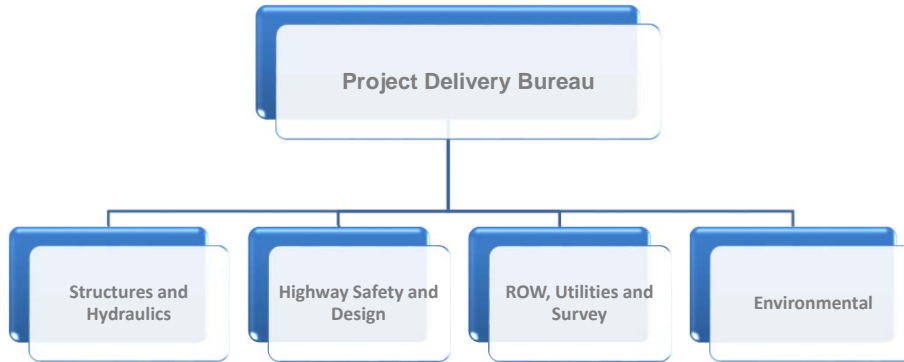 Project Delivery Bureau
Structures and
Hydraulics
Highway Safety and
Design
ROW, Utilities and
Survey
Environmental